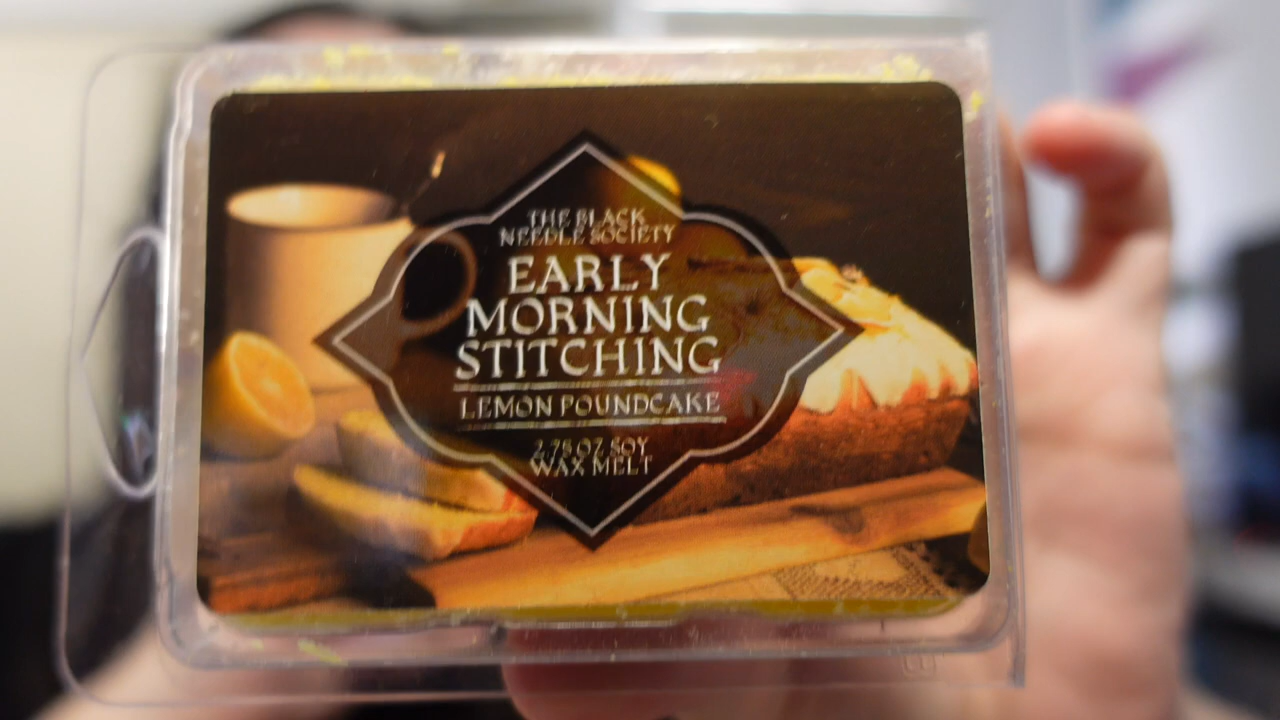 THE BLACK
NEEDLE SOCIETY
EARLY
MORNING
STITCHING
LEMON POUNDCAKE
2.75 OZ SOY
WAX MELT